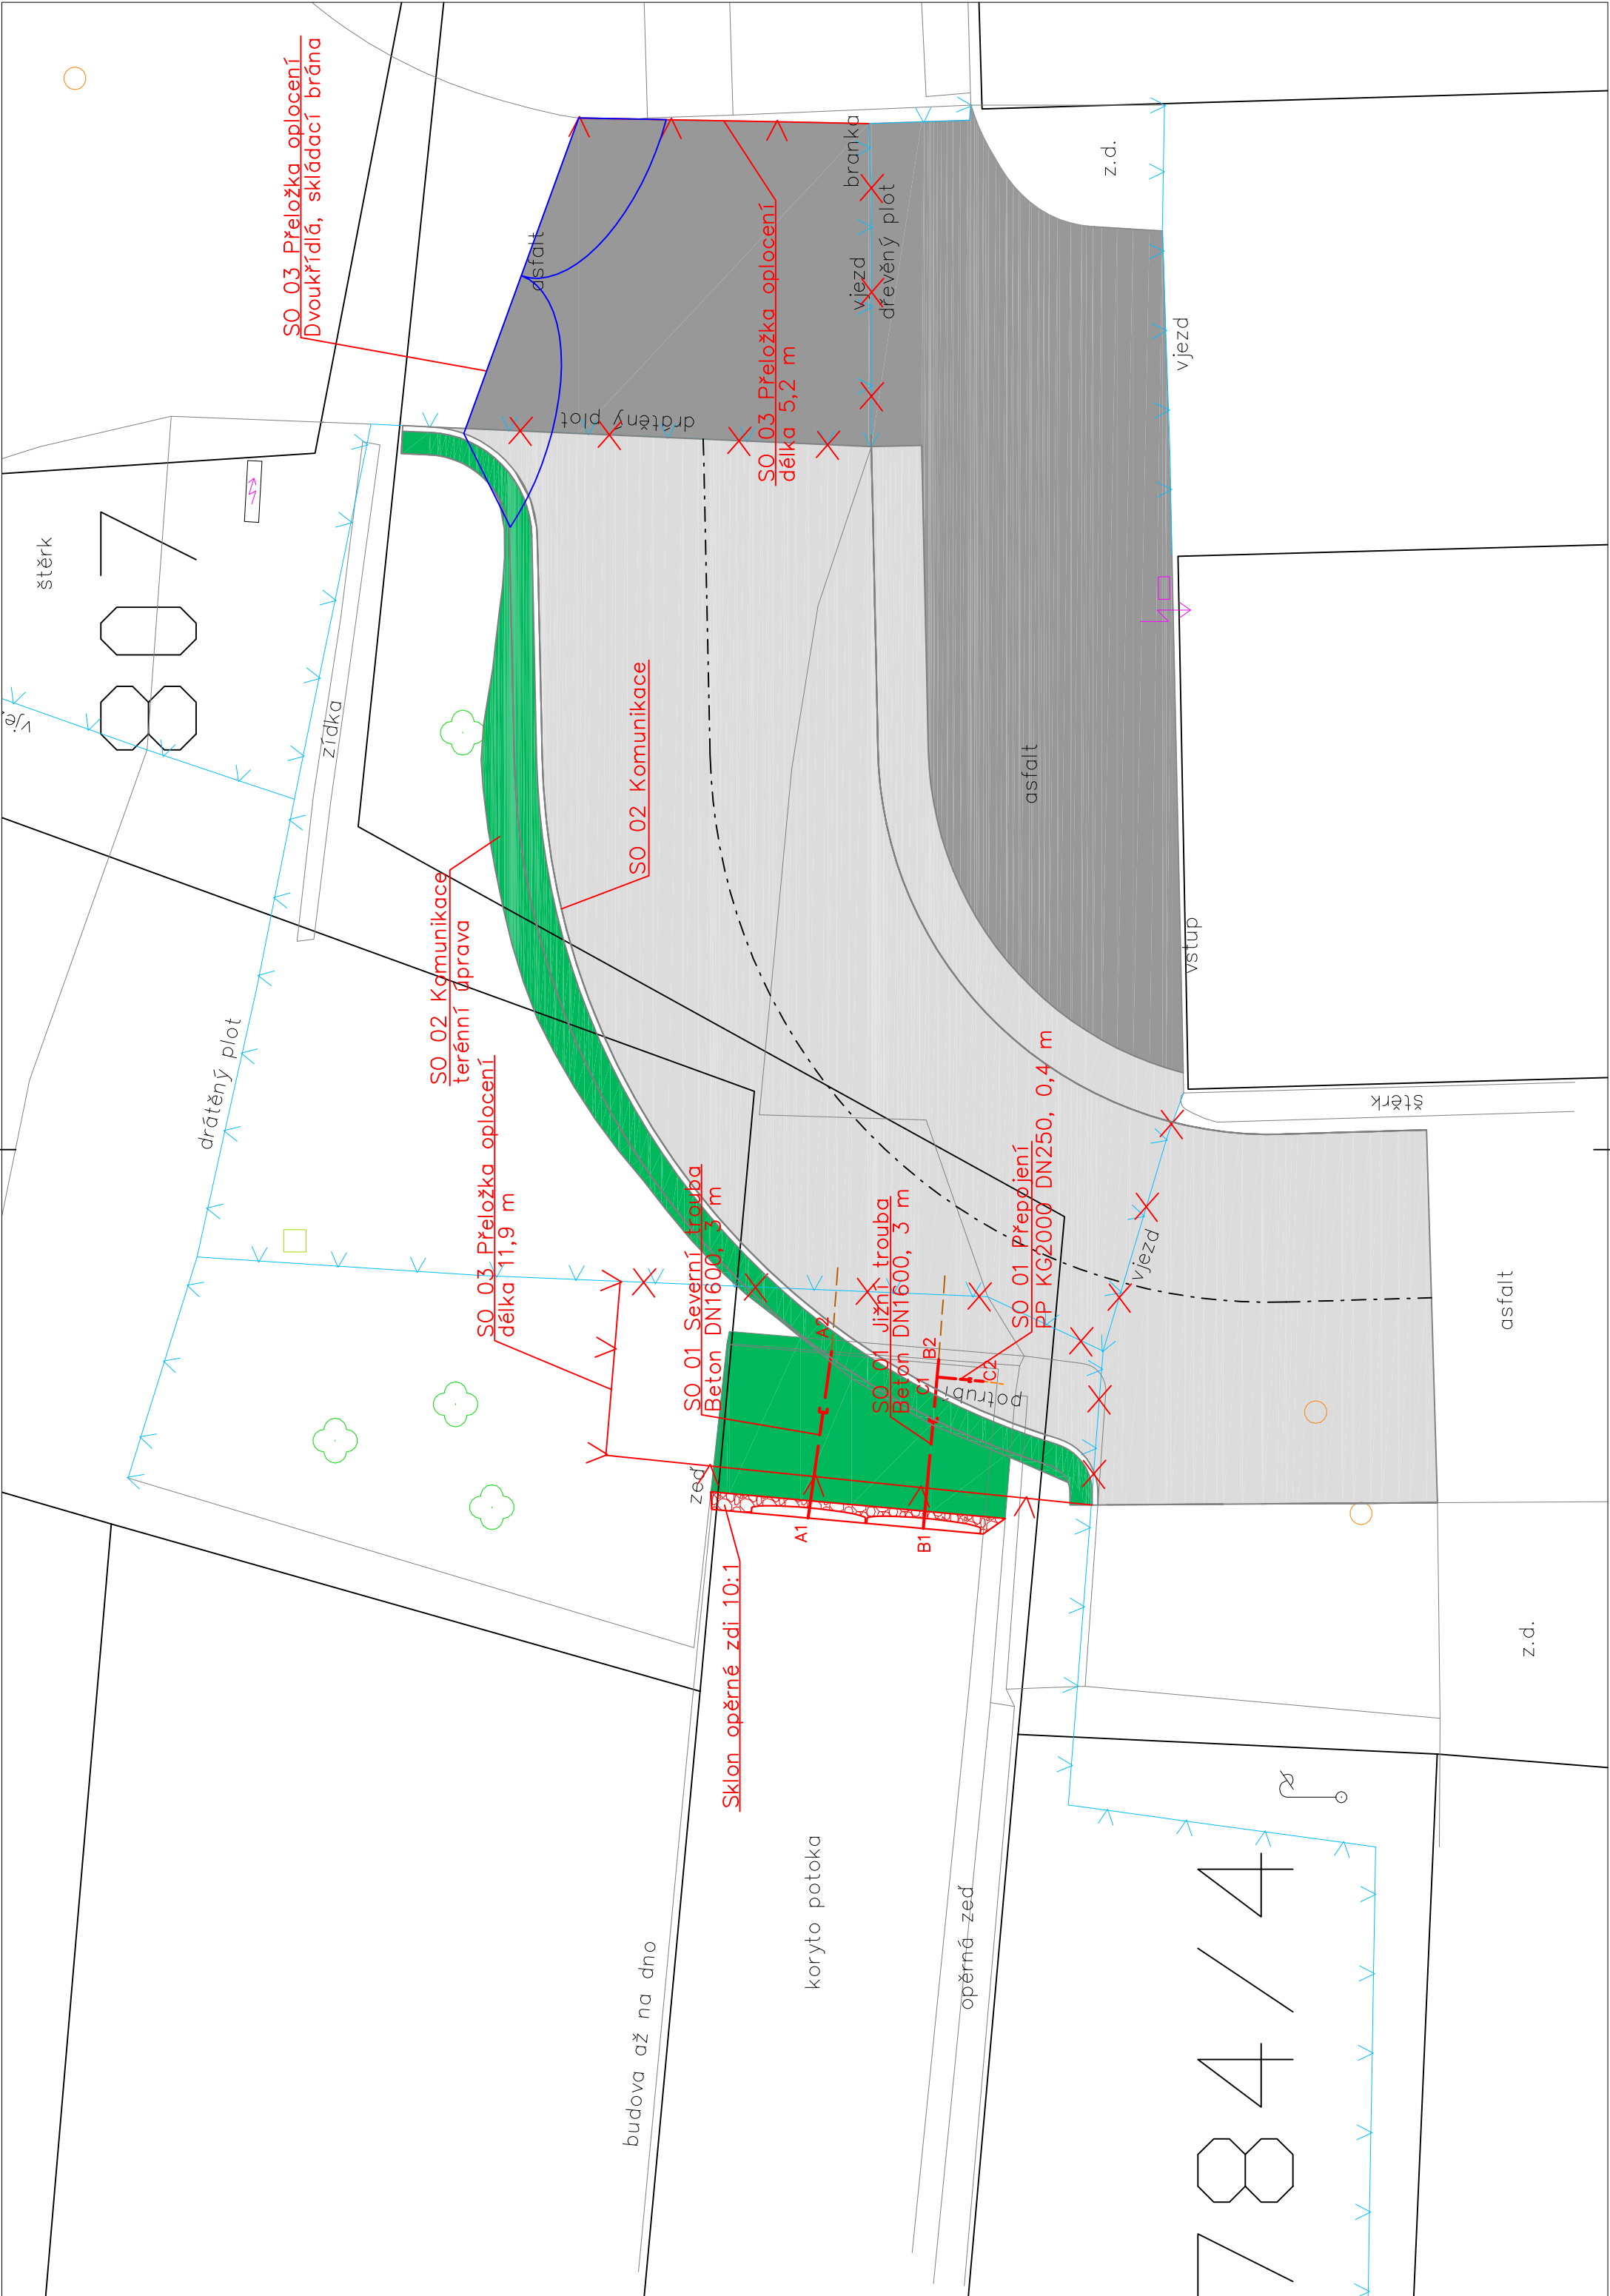 SO 03 Přeložka oplocení
Dvoukřídlá, skládací brána
asfalt
branka
z.d.
vjezd
dřevěný plot
SO 03 Přeložka oplocení
délka 5,2 m
vjezd
drátěný plot
štěrk
807
zídka
SO 02 Komunikace
asfalt
SO 02 Komunikace
terénní úprava
vstup
drátěný plot
štěrk
SO 03 Přeložka oplocení
délka 11,9 m
SO 01 Severní trouba
Beton DN1600, 3 m
SO 01 Jižní trouba
Beton DN1600, 3 m
SO 01 Přepojení
PP KG2000 DN250, 0,4 m
vjezd
asfalt
A2
B2
C1
C2
potrubí
zeď
A1
B1
Sklon opěrné zdi 10:1
z.d.
koryto potoka
opěrná zeď
budova až na dno
784/4